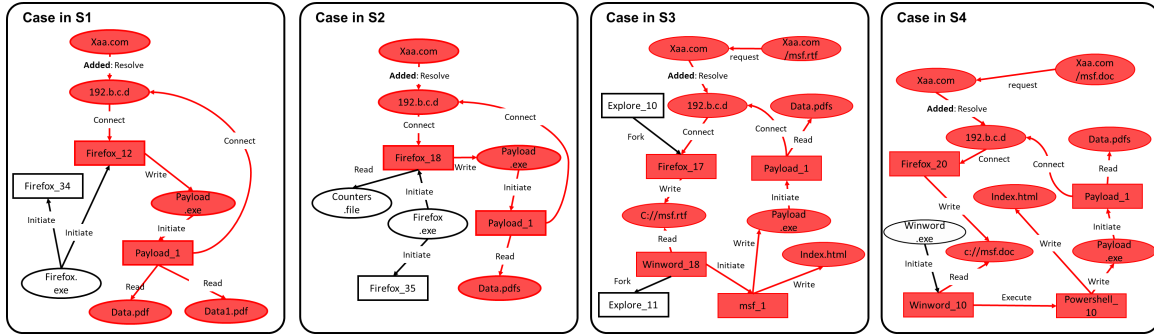 Case in S1
Xaa.com
Added: Resolve
192.b.c.d
Connect
Connect
Firefox_12
Firefox_34
Write
Payload
.exe
Initiate
Initiate
Initiate
Payload_1
Firefox.
exe
Read
Read
Data.pdf
Data1.pdf
Case in S2
Xaa.com
Added: Resolve
192.b.c.d
Connect
Connect
Firefox_18
Write
Payload
.exe
Read
Initiate
Initiate
Counters
.file
Firefox
.exe
Payload_1
Initiate
Read
Firefox_35
Data.pdfs
Case in S3
Xaa.com
Xaa.com
/msf.rtf
request
Added: Resolve
Explore_10
192.b.c.d
Data.pdfs
Fork
Connect
Connect
Read
Firefox_17
Payload_1
Write
Initiate
C://msf.rtf
Payload
.exe
Read
Write
Winword_18
Initiate
Index.html
Fork
Write
Explore_11
msf_1
Case in S4
Xaa.com
Xaa.com
/msf.doc
request
Added: Resolve
192.b.c.d
Data.pdfs
Firefox_20
Connect
Connect
Read
Index.html
Payload_1
Write
Winword
.exe
Write
Initiate
c://msf.doc
Payload
.exe
Initiate
Read
Write
Winword_10
Execute
Powershell_
10